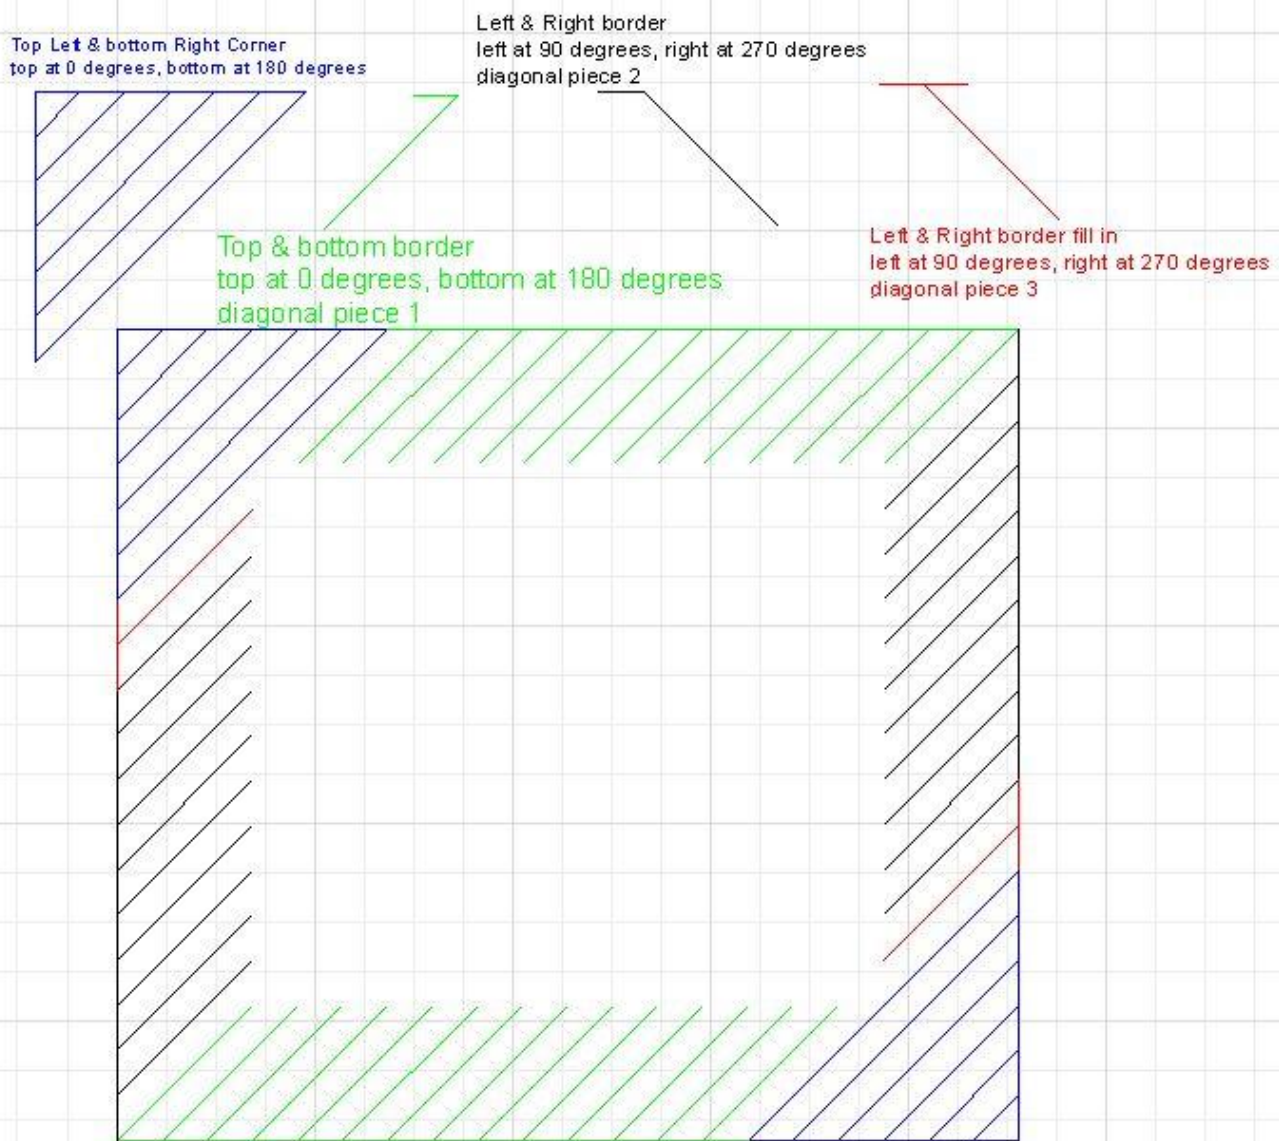 Top Left & bottom Right Corner
top at 0 degrees, bottom at 180 degrees
Left & Right border
left at 90 degrees, right at 270 degrees
diagonal piece 2
Top & bottom border
top at 0 degrees, bottom at 180 degrees
diagonal piece 1
Left & Right border fill in
left at 90 degrees, right at 270 degrees
diagonal piece 3